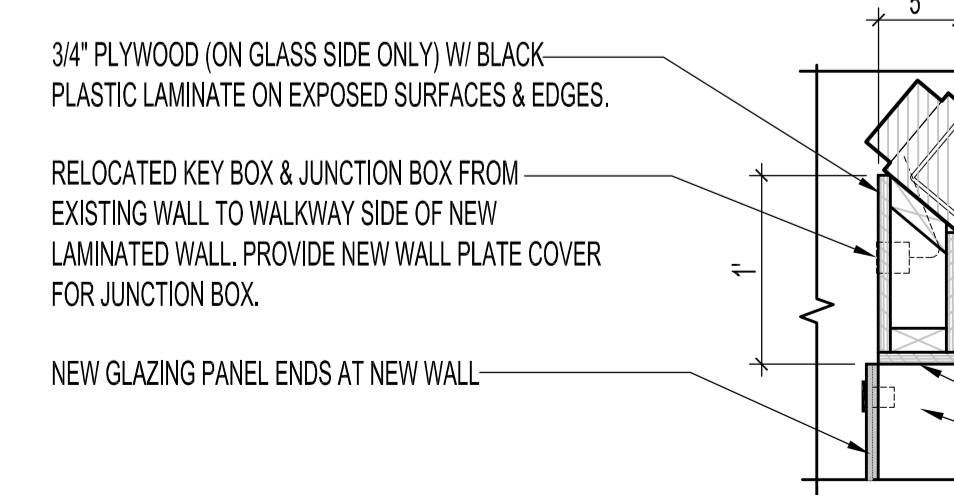 5
3/4" PLYWOOD (ON GLASS SIDE ONLY) W/ BLACK
PLASTIC LAMINATE ON EXPOSED SURFACES & EDGES.
RELOCATED KEY BOX & JUNCTION BOX FROM
EXISTING WALL TO WALKWAY SIDE OF NEW
LAMINATED WALL. PROVIDE NEW WALL PLATE COVER
FOR JUNCTION BOX.
1'
NEW GLAZING PANEL ENDS AT NEW WALL